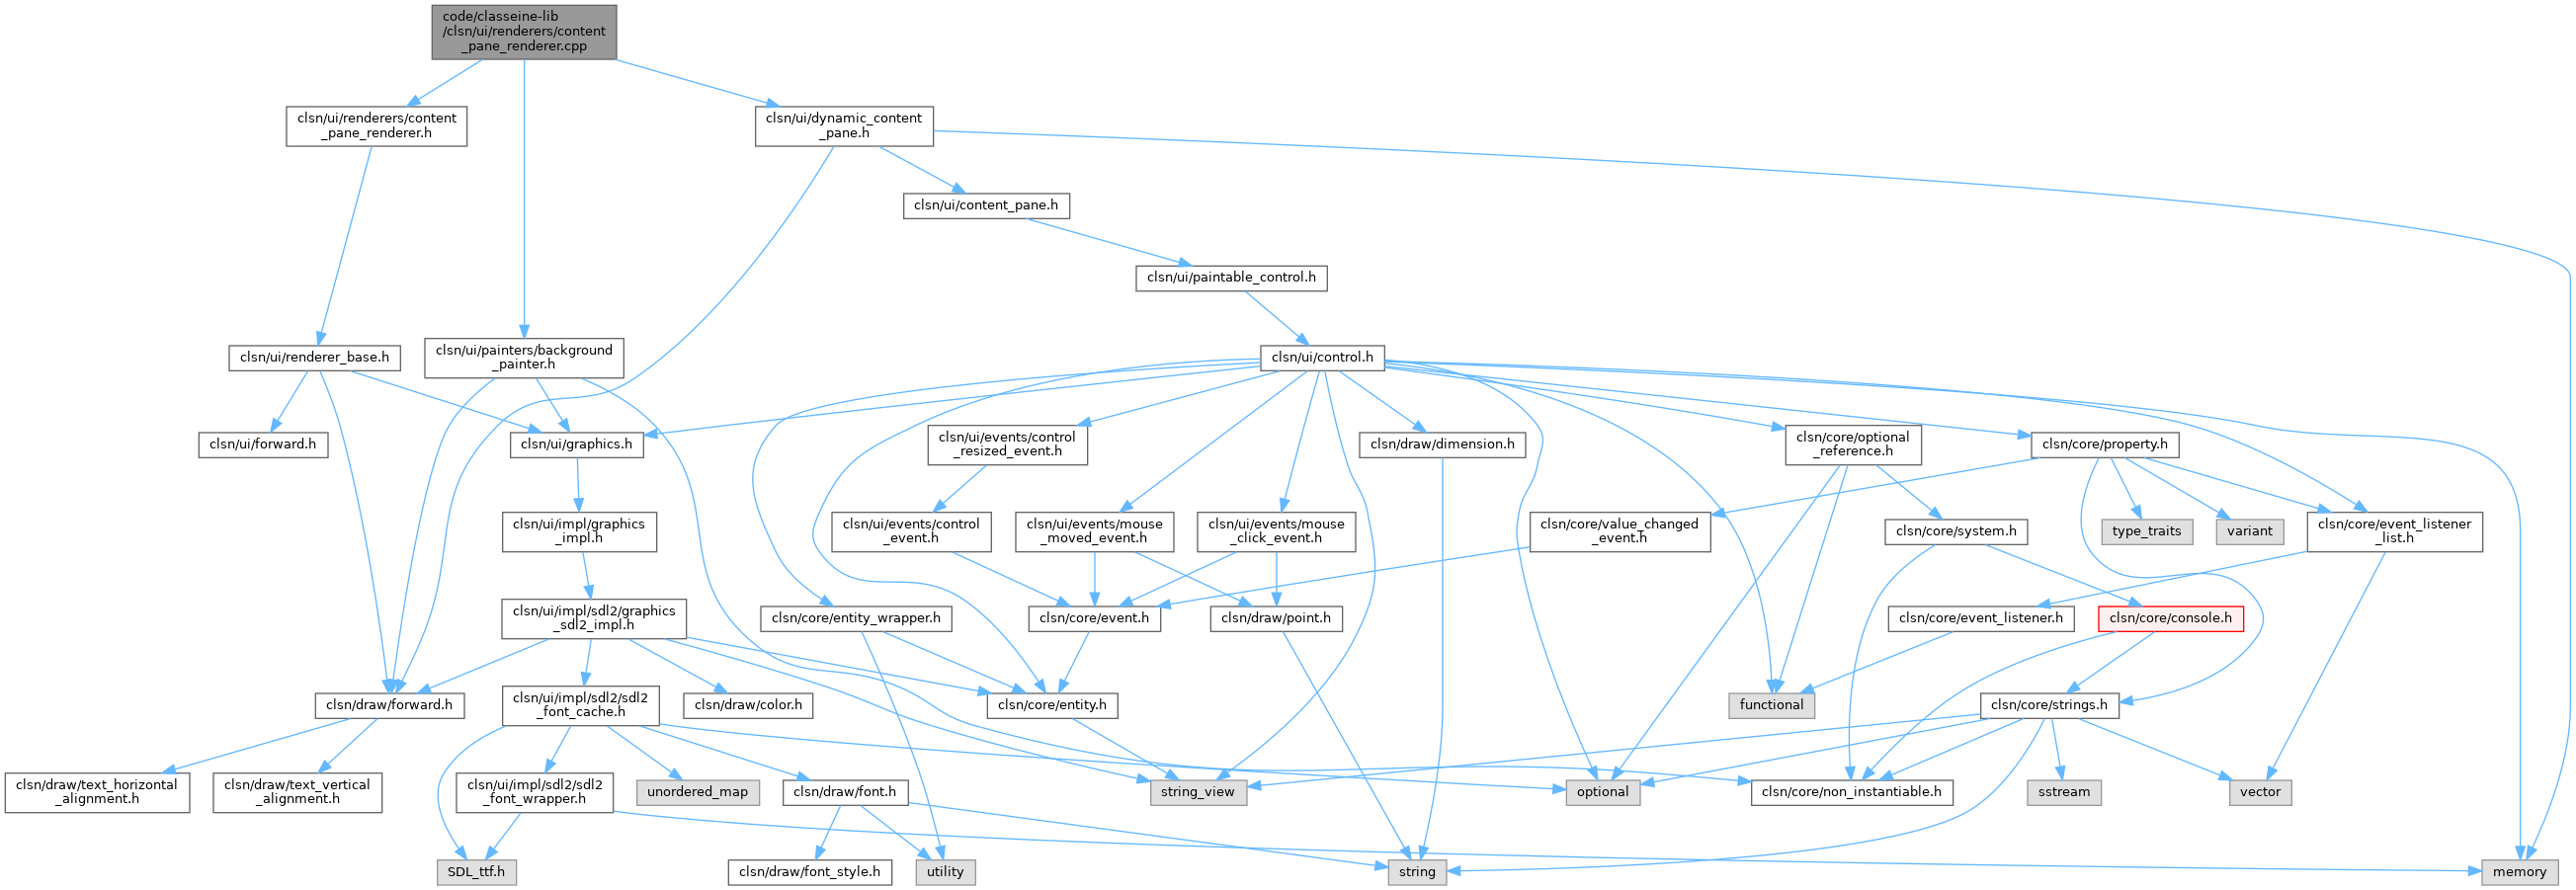 code/classeine-lib
/clsn/ui/renderers/content
_pane_renderer.cpp
clsn/ui/renderers/content
_pane_renderer.h
clsn/ui/dynamic_content
_pane.h
clsn/ui/content_pane.h
clsn/ui/paintable_control.h
clsn/ui/renderer_base.h
clsn/ui/painters/background
_painter.h
clsn/ui/control.h
clsn/ui/forward.h
clsn/ui/graphics.h
clsn/ui/events/control
_resized_event.h
clsn/draw/dimension.h
clsn/core/optional
_reference.h
clsn/core/property.h
clsn/ui/impl/graphics
_impl.h
clsn/ui/events/control
_event.h
clsn/ui/events/mouse
_moved_event.h
clsn/ui/events/mouse
_click_event.h
clsn/core/value_changed
_event.h
clsn/core/system.h
type_traits
variant
clsn/core/event_listener
_list.h
clsn/ui/impl/sdl2/graphics
_sdl2_impl.h
clsn/core/entity_wrapper.h
clsn/core/event.h
clsn/draw/point.h
clsn/core/event_listener.h
clsn/core/console.h
clsn/draw/forward.h
clsn/ui/impl/sdl2/sdl2
_font_cache.h
clsn/draw/color.h
clsn/core/entity.h
functional
clsn/core/strings.h
clsn/draw/text_horizontal
_alignment.h
clsn/draw/text_vertical
_alignment.h
clsn/ui/impl/sdl2/sdl2
_font_wrapper.h
unordered_map
clsn/draw/font.h
string_view
optional
clsn/core/non_instantiable.h
sstream
vector
SDL_ttf.h
clsn/draw/font_style.h
utility
string
memory